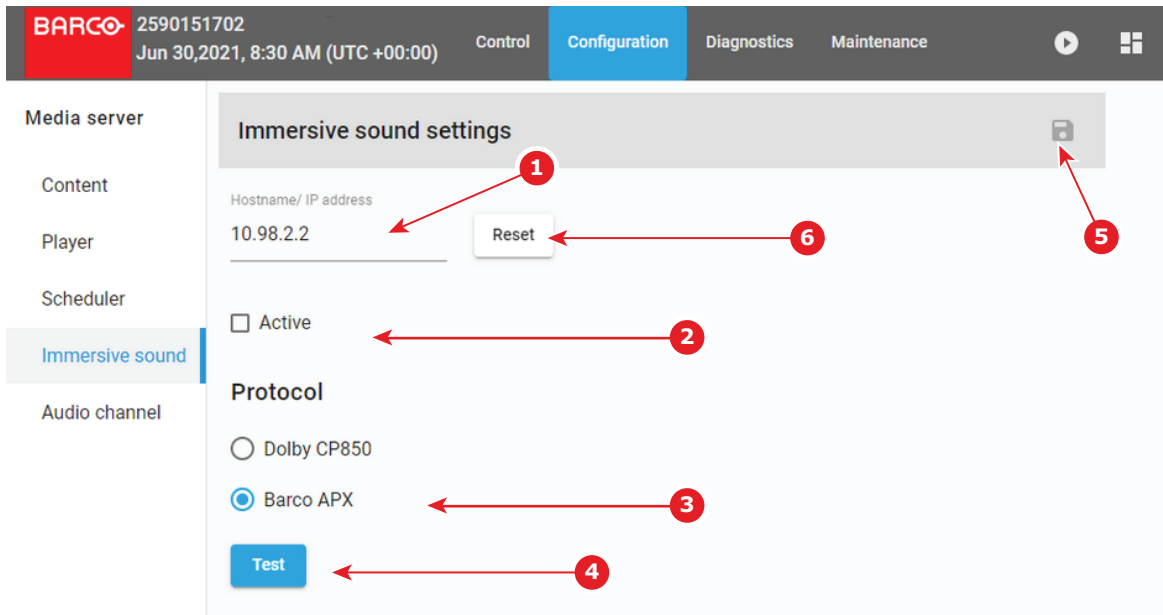 BARCO 2590151702
Jun 30,2021, 8:30 AM (UTC +00:00)
Control Configuration Diagnostics Maintenance
Media server
Content
Player
Scheduler
Immersive sound
Audio channel
Immersive sound settings
1
5
Hostname/ IP address
10.98.2.2
Reset
6
Active
2
Protocol
Dolby CP850
Barco APX
3
Test
4